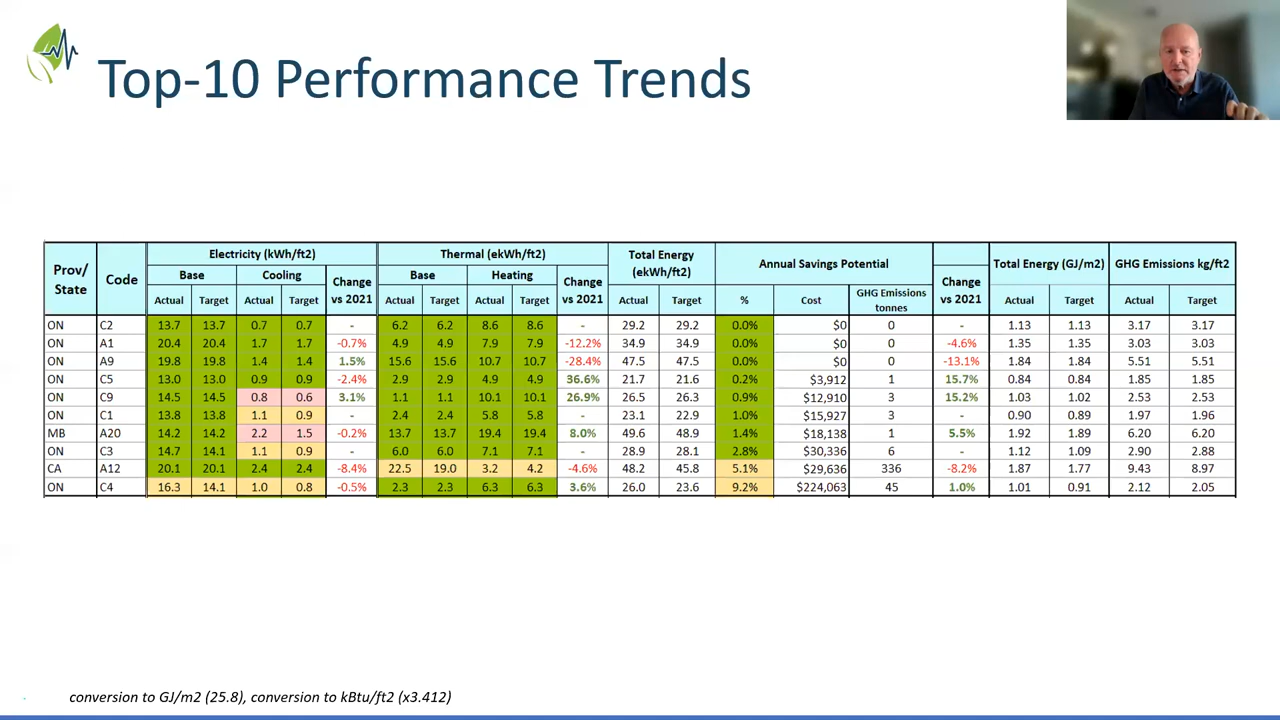 Top-10 Performance Trends
Prov/ State Code Electricity (kWh/ft2) Thermal (ekWh/ft2) Total Energy (ekWh/ft2) Annual Savings Potential Change vs 2021 Total Energy (GJ/m2) GHG Emissions kg/ft2
Base Cooling Change vs 2021 Base Heating Change vs 2021
Actual Target Actual Target Actual Target Actual Target Actual Target % Cost GHG Emissions tonnes Actual Target Actual Target
ON C2 13.7 13.7 0.7 0.7 - 6.2 6.2 8.6 8.6 - 29.2 29.2 0.0% $0 0 - 1.13 1.13 3.17 3.17
ON A1 20.4 20.4 1.7 1.7 -0.7% 4.9 4.9 7.9 7.9 -12.2% 34.9 34.9 0.0% $0 0 -4.6% 1.35 1.35 3.03 3.03
ON A9 19.8 19.8 1.4 1.4 1.5% 15.6 15.6 10.7 10.7 -28.4% 47.5 47.5 0.0% $0 0 -13.1% 1.84 1.84 5.51 5.51
ON C5 13.0 13.0 0.9 0.9 -2.4% 2.9 2.9 4.9 4.9 36.6% 21.7 21.6 0.2% $3,912 1 15.7% 0.84 0.84 1.85 1.85
ON C9 14.5 14.5 0.8 0.6 3.1% 1.1 1.1 10.1 10.1 26.9% 26.5 26.3 0.9% $12,910 3 15.2% 1.03 1.02 2.53 2.53
ON C1 13.8 13.8 1.1 0.9 - 2.4 2.4 5.8 5.8 - 23.1 22.9 1.0% $15,927 3 - 0.90 0.89 1.97 1.96
MB A20 14.2 14.2 2.2 1.5 -0.2% 13.7 13.7 19.4 19.4 8.0% 49.6 48.9 1.4% $18,138 1 5.5% 1.92 1.89 6.20 6.20
ON C3 14.7 14.7 1.1 0.9 - 6.0 6.0 7.1 7.1 - 28.9 28.1 2.8% $30,336 6 - 1.12 1.09 2.90 2.88
CA A12 20.1 20.1 2.4 2.4 -8.4% 22.5 19.0 3.2 4.2 -4.6% 48.2 45.8 5.1% $29,636 336 -8.2% 1.87 1.77 9.43 8.97
ON C4 16.3 14.1 1.0 0.8 -0.5% 2.3 2.3 6.3 6.3 3.6% 26.0 23.6 9.2% $224,063 45 1.0% 1.01 0.91 2.12 2.05
conversion to GJ/m2 (25.8), conversion to kBtu/ft2 (x3.412)